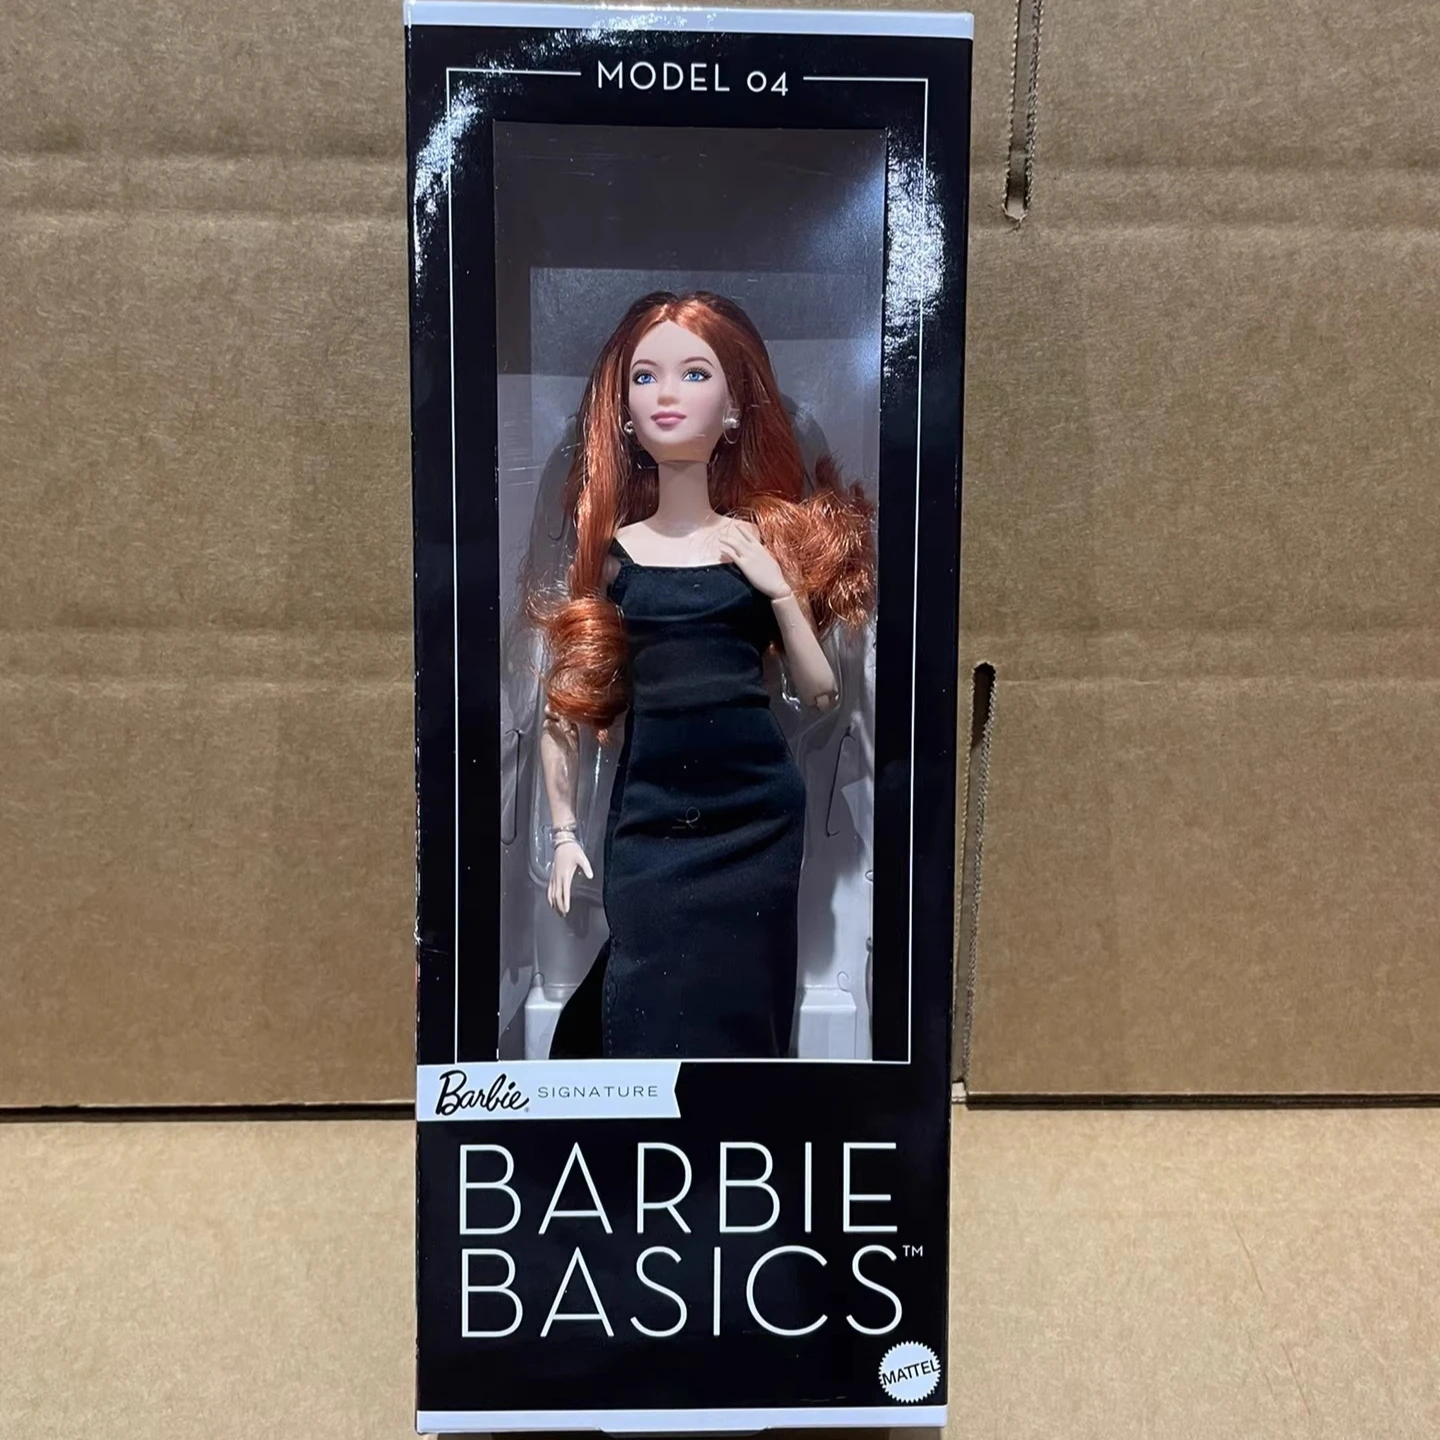 MODEL 04
Barbie SIGNATURE
BARBIE
BASICS™
MATTEL